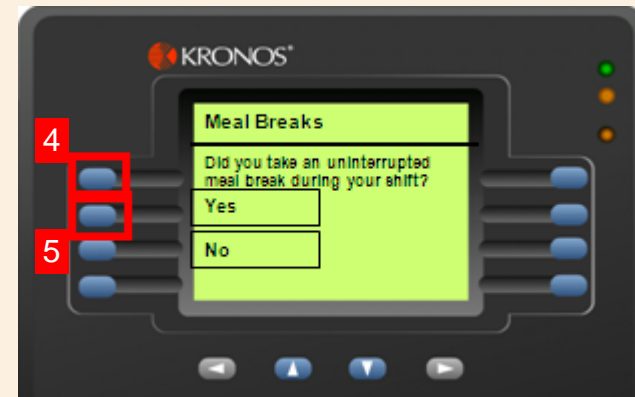 KRONOS
4
Meal Breaks
Did you take an uninterrupted
meal break during your shift?
Yes
5
No